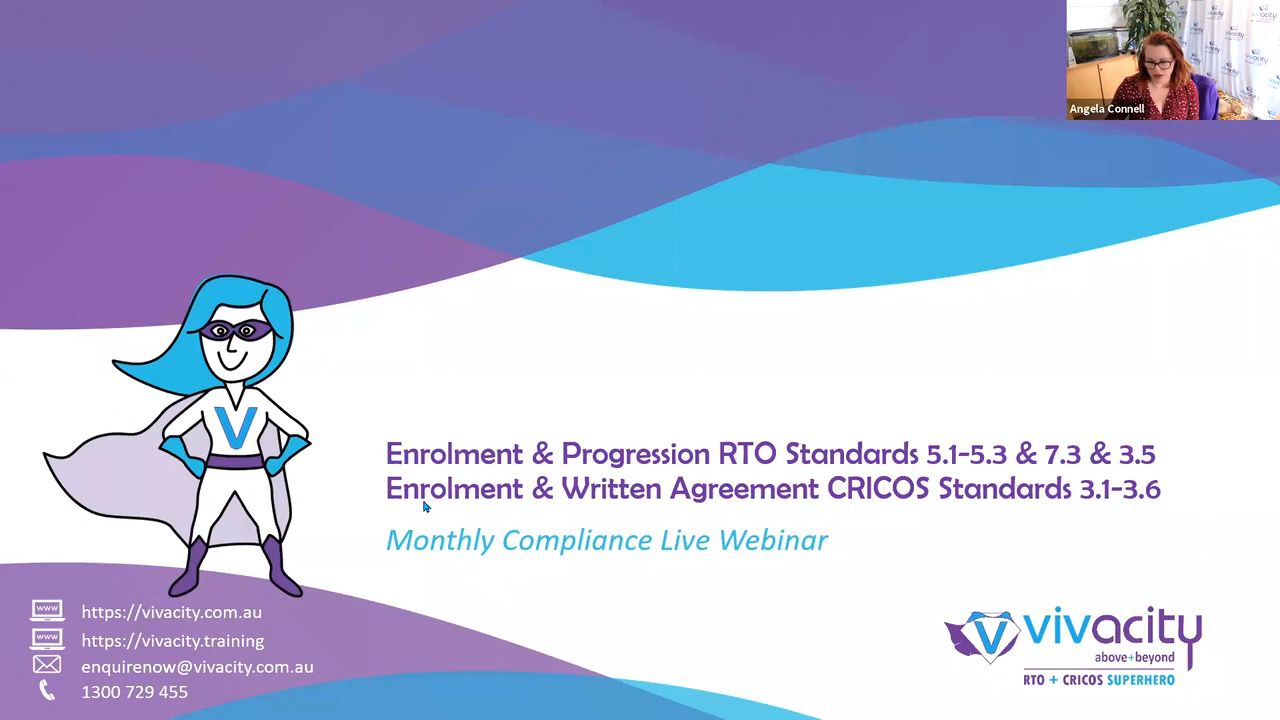 Angela Connell
V
Enrolment & Progression RTO Standards 5.1-5.3 & 7.3 & 3.5
Enrolment & Written Agreement CRICOS Standards 3.1-3.6
Monthly Compliance Live Webinar
www https://vivacity.com.au
www https://vivacity.training
enquirenow@vivacity.com.au
1300 729 455
V vivacity
above+beyond
RTO + CRICOS SUPERHERO